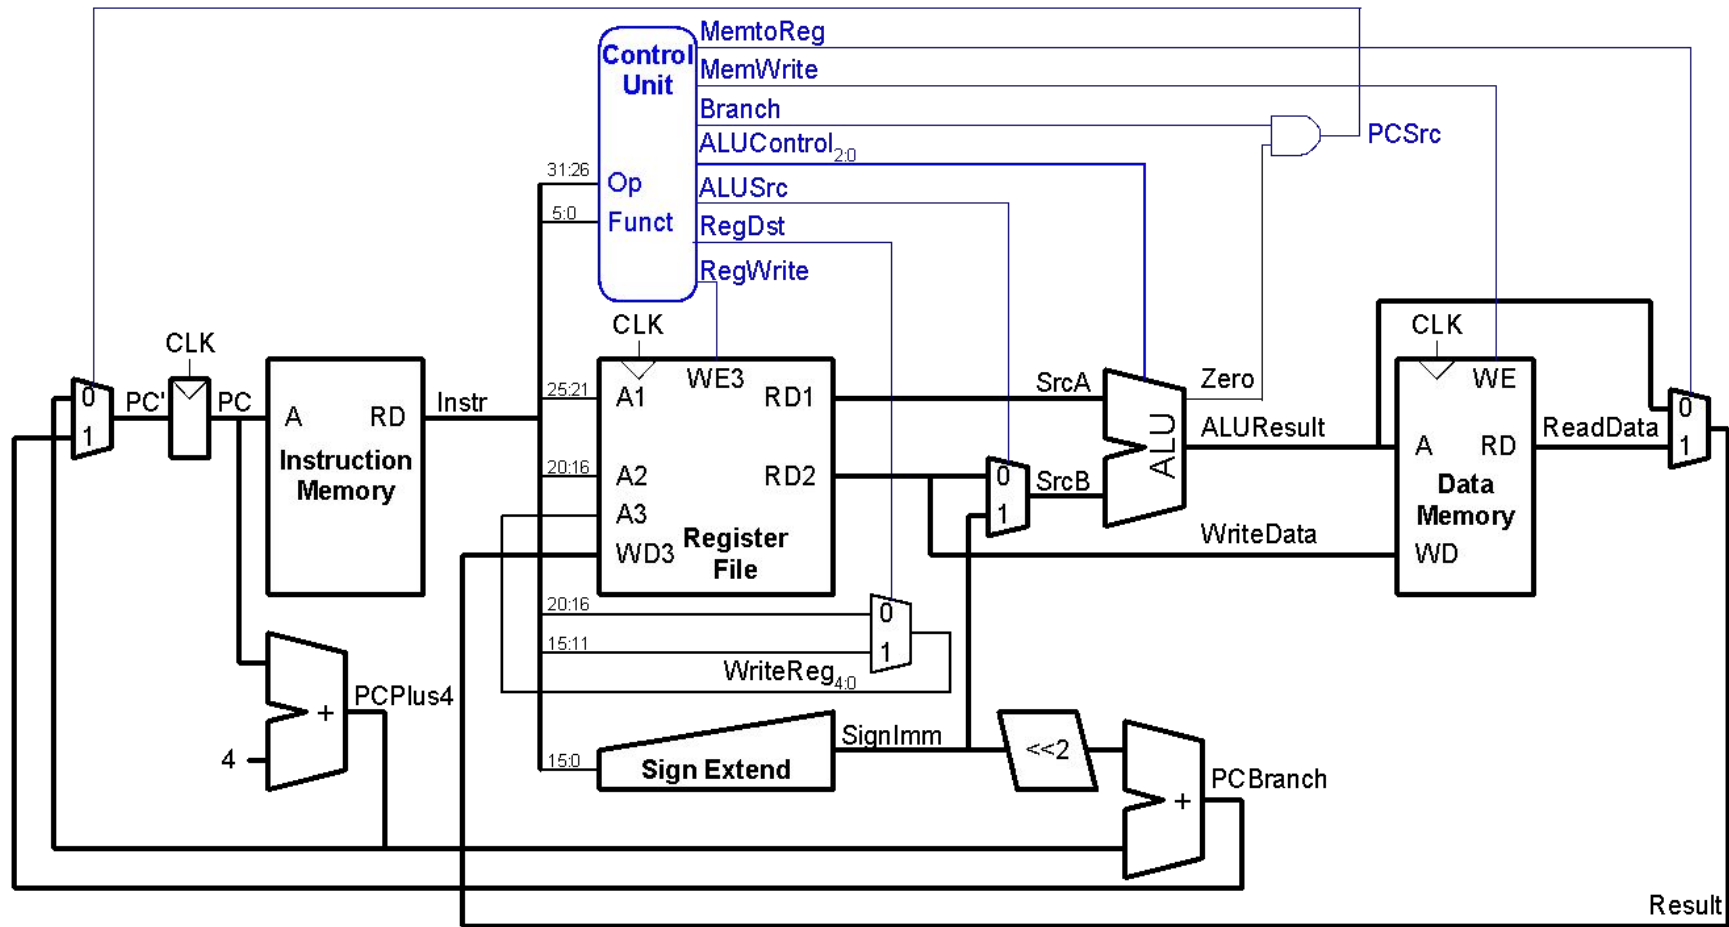 MemtoReg
Control
Unit
MemWrite
Branch
ALUControl2:0
PCSrc
31:26
Op
ALUSrc
5:0
Funct
RegDst
RegWrite
CLK
CLK
CLK
PC'
PC
0
1
A
RD
Instr
Instruction
Memory
25:21
A1
WE3
RD1
SrcA
Zero
WE
20:16
A2
RD2
0
1
SrcB
ALU
ALUResult
A
RD
ReadData
0
1
A3
WD3
Register
File
WriteData
Data
Memory
WD
20:16
0
15:11
1
WriteReg4:0
PCPlus4
+
4
15:0
Sign Extend
SignImm
<<2
+
PCBranch
Result